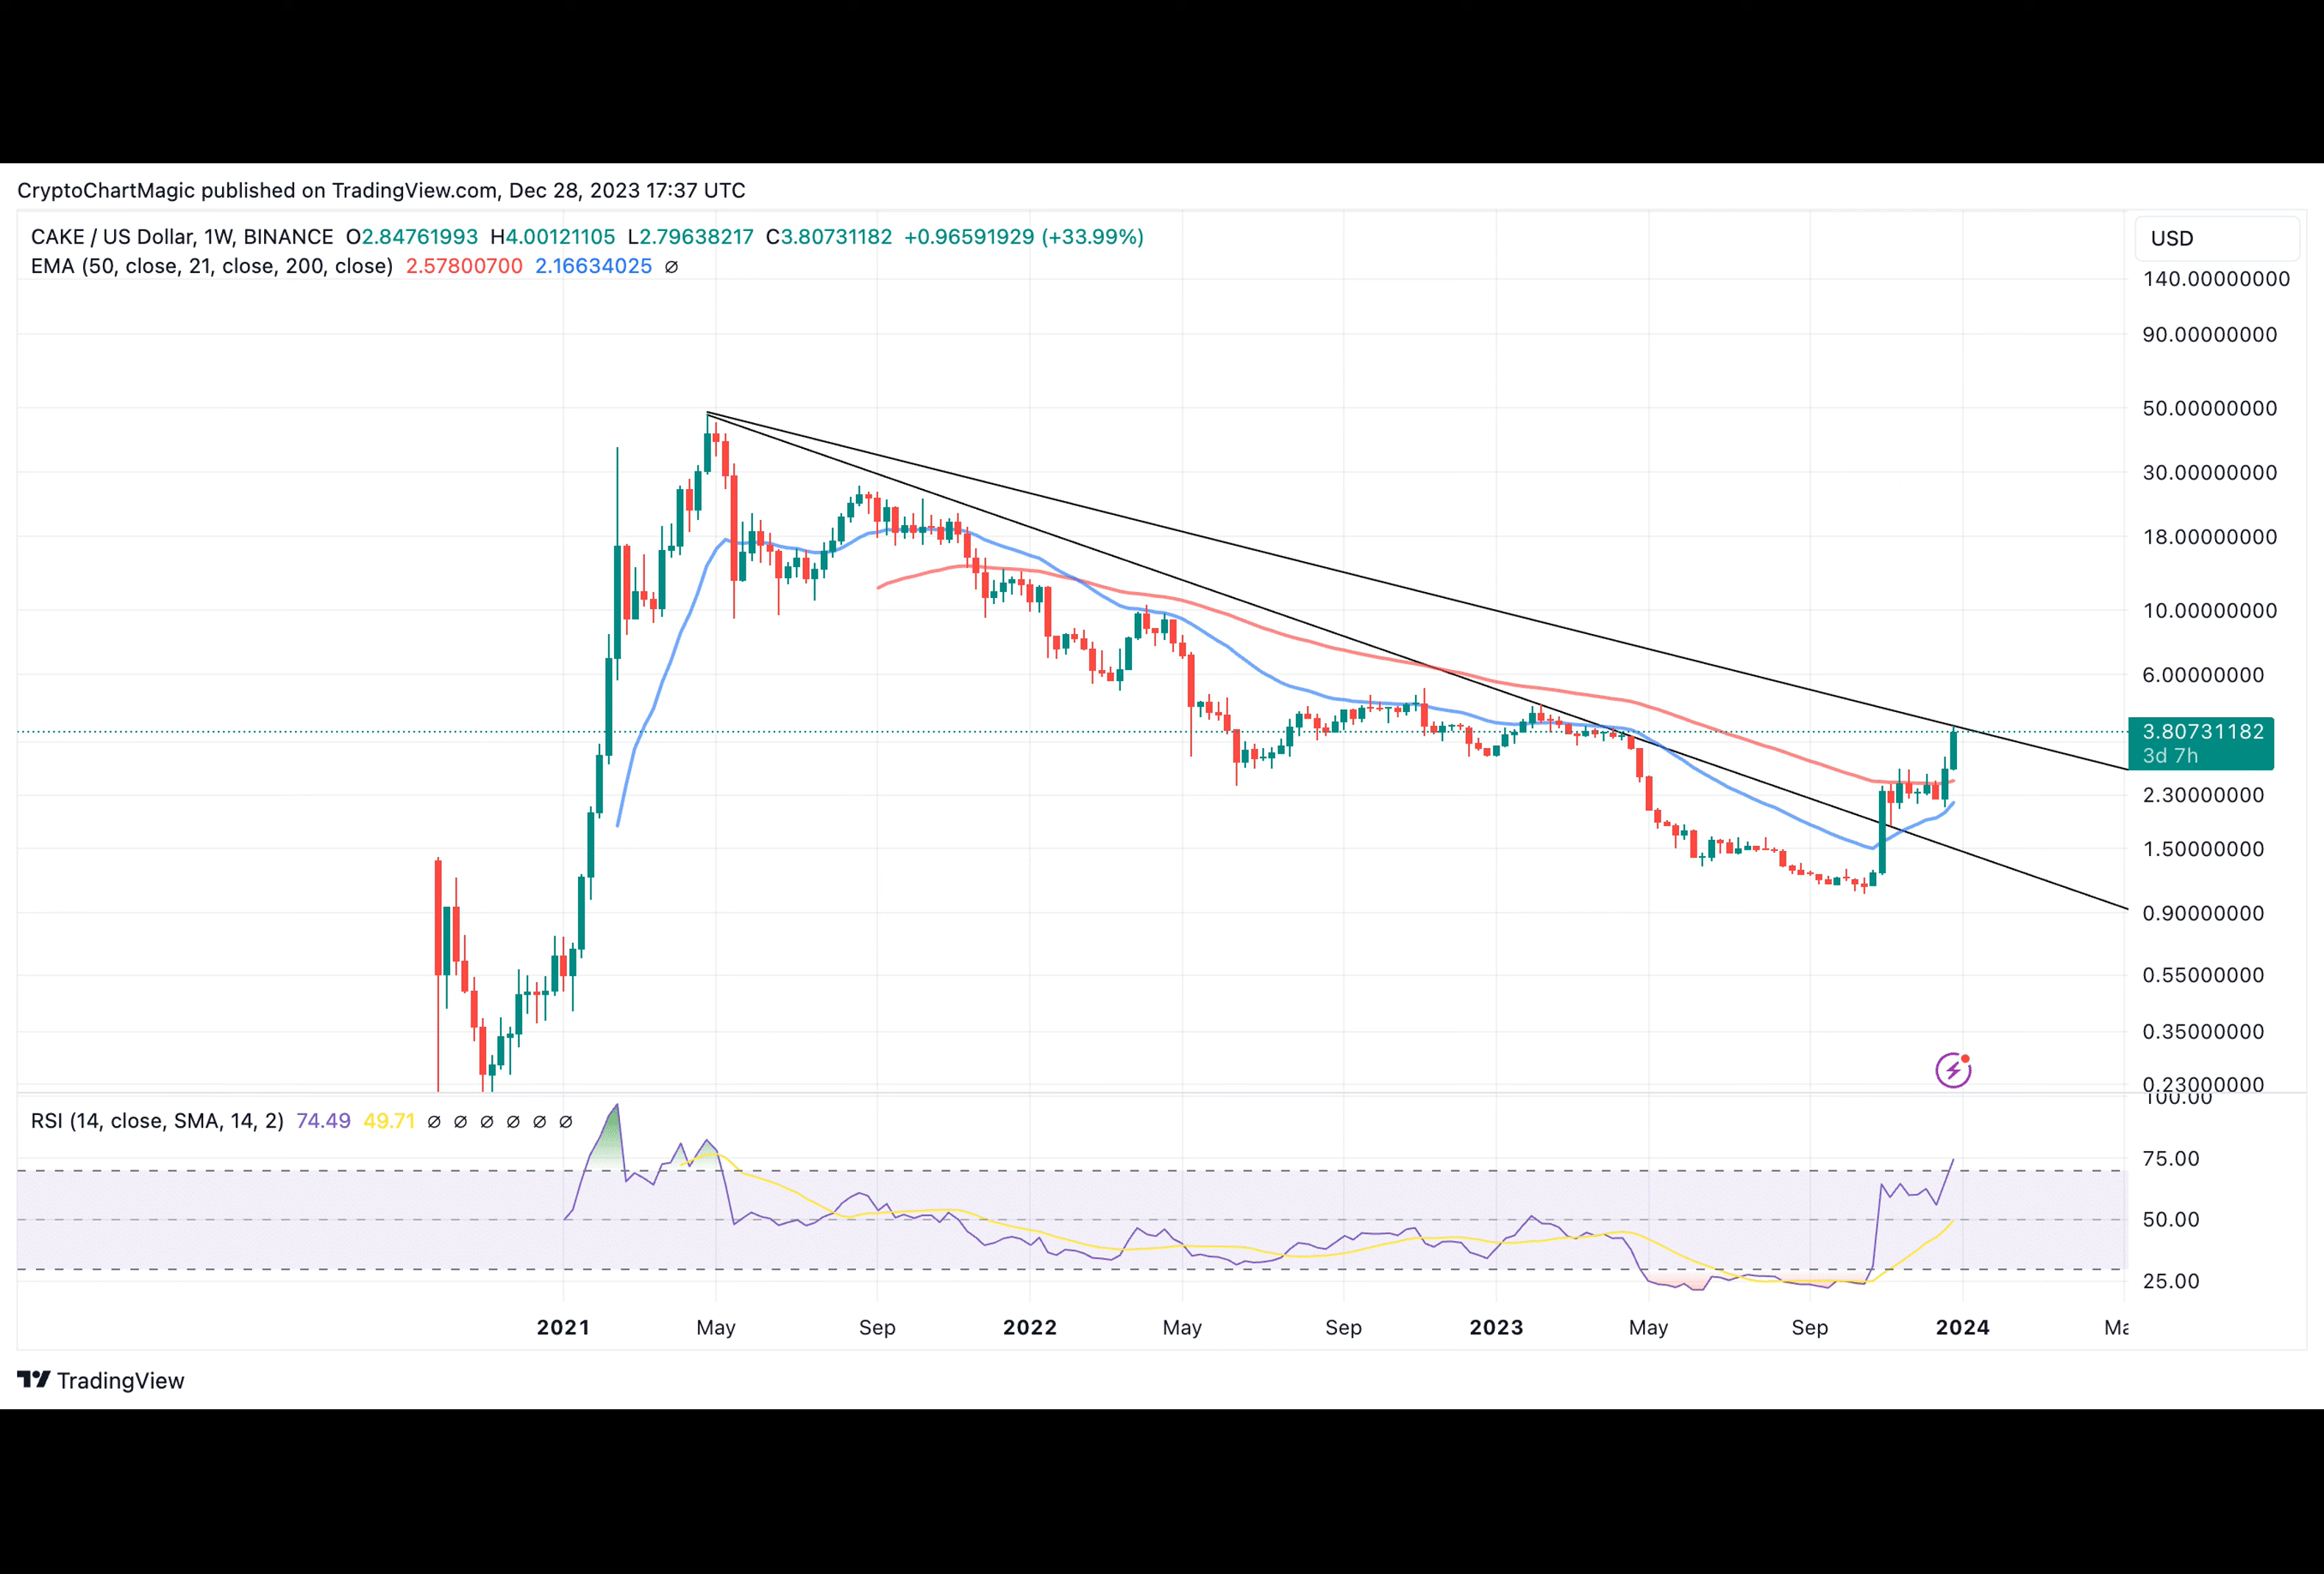 CryptoChartMagic published on TradingView.com, Dec 28, 2023 17:37 UTC
CAKE / US Dollar, 1W, BINANCE O2.84761993 H4.00121105 L2.79638217 C3.80731182 +0.96591929 (+33.99%)
EMA (50, close, 21, close, 200, close) 2.57800700 2.16634025 ∅
USD
140.00000000
90.00000000
50.00000000
30.00000000
18.00000000
10.00000000
6.00000000
3.80731182
3d 7h
2.30000000
1.50000000
0.90000000
0.55000000
0.35000000
0.23000000
100.00
RSI (14, close, SMA, 14, 2) 74.49 49.71 ∅ ∅ ∅ ∅ ∅ ∅
75.00
50.00
25.00
2021 May Sep 2022 May Sep 2023 May Sep 2024
TradingView